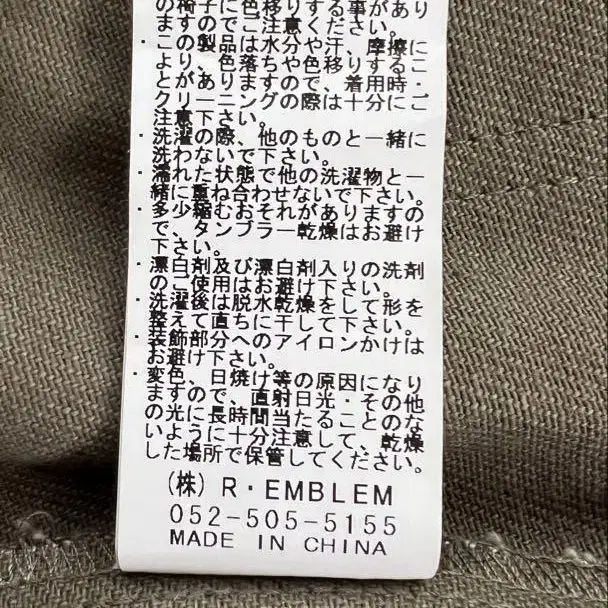 の椅子に色移りする事があり
ますのでご注意ください。
・この製品は水分や汗、摩擦に
より、色落ちや色移りするこ
とがありますので、着用時・
クリーニングの際は十分にご
注意下さい。
・洗濯の際、他のものと一緒に
洗わないで下さい。
・濡れた状態で他の洗濯物と一
緒に重ね合わせないで下さい。
・多少縮むおそれがありますの
で、タンブラー乾燥はお避け
下さい。
・漂白剤及び漂白剤入りの洗剤
のご使用はお避け下さい。
・洗濯後は脱水乾燥をして形を
整えて直ちに干して下さい。
・装飾部分へのアイロンかけは
お避け下さい。
・変色、日焼け等の原因になり
ますので、直射日光・その他
の光に長時間当たることのな
いように十分注意して、乾燥
した場所で保管してください。
(株) R・EMBLEM
052-505-5155
MADE IN CHINA